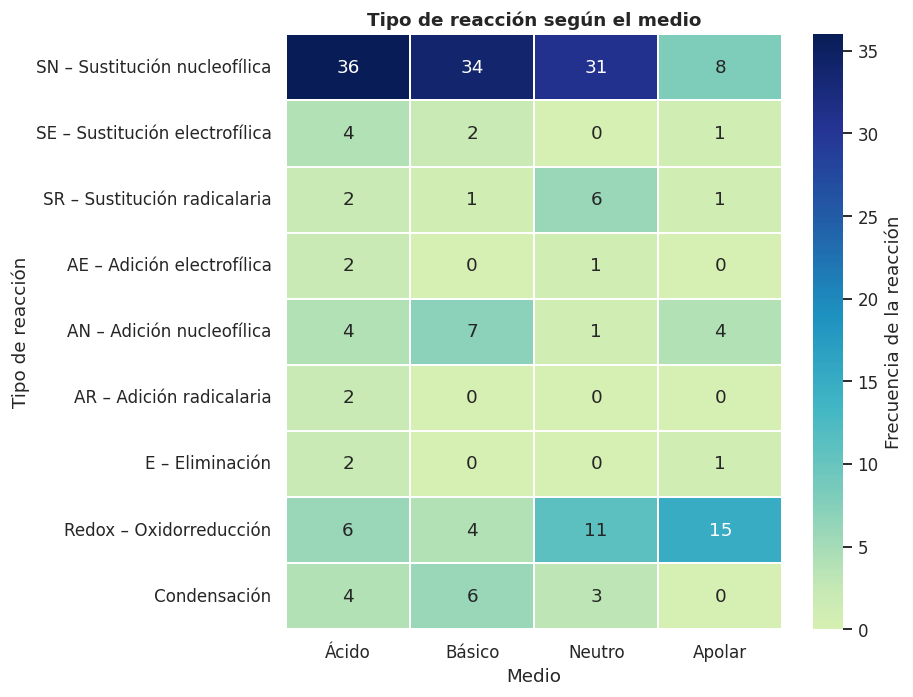 Tipo de reacción según el medio
SN – Sustitución nucleofílica 36 34 31 8
SE – Sustitución electrofílica 4 2 0 1
SR – Sustitución radicalaria 2 1 6 1
AE – Adición electrofílica 2 0 1 0
AN – Adición nucleofílica 4 7 1 4
AR – Adición radicalaria 2 0 0 0
E – Eliminación 2 0 0 1
Redox – Oxidorreducción 6 4 11 15
Condensación 4 6 3 0
Ácido Básico Neutro Apolar
Medio
Tipo de reacción
35
30
25
20
15
10
5
0
Frecuencia de la reacción